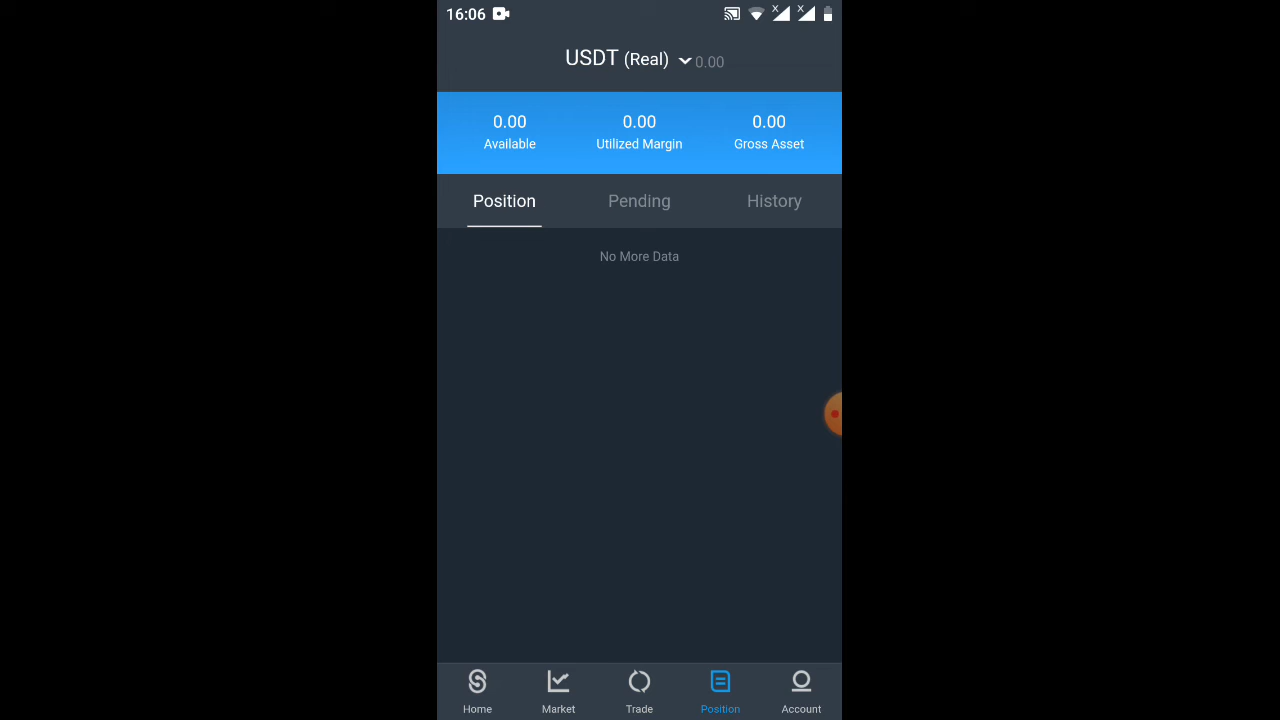 16:06
USDT (Real) 0.00
0.00 0.00 0.00
Available Utilized Margin Gross Asset
Position Pending History
No More Data
Home Market Trade Position Account